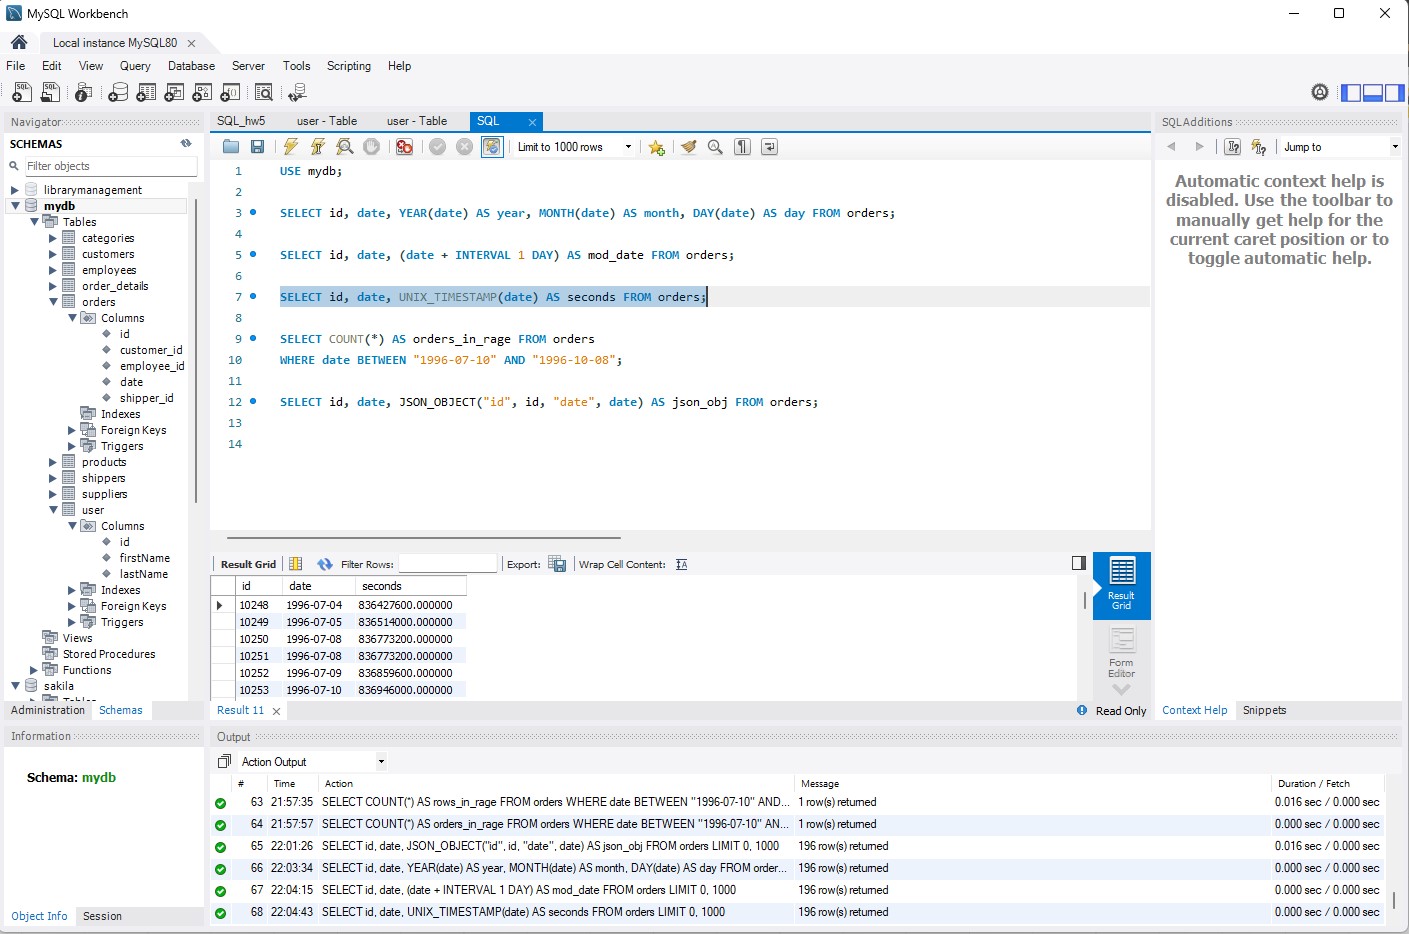 MySQL Workbench
Local instance MySQL80
File Edit View Query Database Server Tools Scripting Help
Navigator
SCHEMAS
Filter objects
librarymanagement
mydb
Tables
categories
customers
employees
order_details
orders
Columns
id
customer_id
employee_id
date
shipper_id
Indexes
Foreign Keys
Triggers
products
shippers
suppliers
user
Columns
id
firstName
lastName
Indexes
Foreign Keys
Triggers
Views
Stored Procedures
Functions
sakila
Administration Schemas
Information
Schema: mydb
Object Info Session
SQL_hw5 user - Table user - Table SQL
Limit to 1000 rows
1 USE mydb;
2
3 SELECT id, date, YEAR(date) AS year, MONTH(date) AS month, DAY(date) AS day FROM orders;
4
5 SELECT id, date, (date + INTERVAL 1 DAY) AS mod_date FROM orders;
6
7 SELECT id, date, UNIX_TIMESTAMP(date) AS seconds FROM orders;
8
9 SELECT COUNT(*) AS orders_in_rage FROM orders
10 WHERE date BETWEEN "1996-07-10" AND "1996-10-08";
11
12 SELECT id, date, JSON_OBJECT("id", id, "date", date) AS json_obj FROM orders;
13
14
Result Grid Filter Rows: Export: Wrap Cell Content:
id date seconds
10248 1996-07-04 836427600.000000
10249 1996-07-05 836514000.000000
10250 1996-07-08 836773200.000000
10251 1996-07-08 836773200.000000
10252 1996-07-09 836859600.000000
10253 1996-07-10 836946000.000000
Result Grid
Form Editor
Result 11
Read Only
SQLAdditions
Jump to
Automatic context help is
disabled. Use the toolbar to
manually get help for the
current caret position or to
toggle automatic help.
Context Help Snippets
Output
Action Output
# Time Action Message Duration / Fetch
63 21:57:35 SELECT COUNT(*) AS rows_in_rage FROM orders WHERE date BETWEEN "1996-07-10" AND... 1 row(s) returned 0.016 sec / 0.000 sec
64 21:57:57 SELECT COUNT(*) AS orders_in_rage FROM orders WHERE date BETWEEN "1996-07-10" AN... 1 row(s) returned 0.000 sec / 0.000 sec
65 22:01:26 SELECT id, date, JSON_OBJECT("id", id, "date", date) AS json_obj FROM orders LIMIT 0, 1000 196 row(s) returned 0.016 sec / 0.000 sec
66 22:03:34 SELECT id, date, YEAR(date) AS year, MONTH(date) AS month, DAY(date) AS day FROM order... 196 row(s) returned 0.000 sec / 0.000 sec
67 22:04:15 SELECT id, date, (date + INTERVAL 1 DAY) AS mod_date FROM orders LIMIT 0, 1000 196 row(s) returned 0.000 sec / 0.000 sec
68 22:04:43 SELECT id, date, UNIX_TIMESTAMP(date) AS seconds FROM orders LIMIT 0, 1000 196 row(s) returned 0.000 sec / 0.000 sec